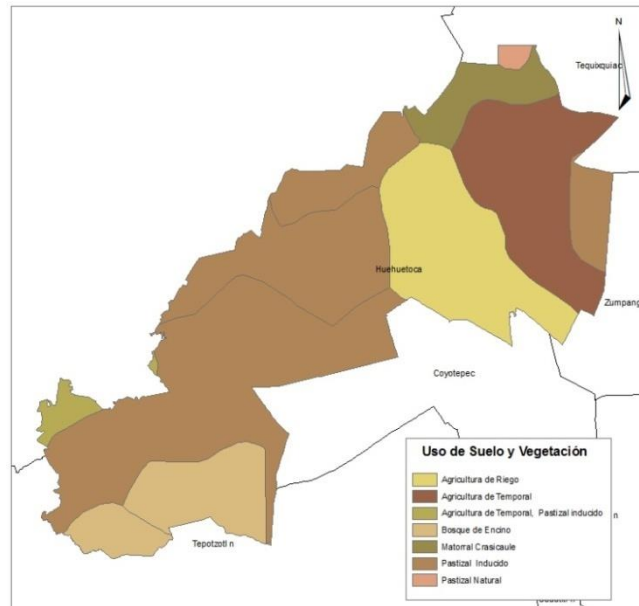 N
Tequixquiac
Huehuetoca
Zumpang
Coyotepec
Tepotzotl n
Uso de Suelo y Vegetación
Agricultura de Riego
Agricultura de Temporal
Agricultura de Temporal, Pastizal inducido
Bosque de Encino
Matorral Crasicaule
Pastizal Inducido
Pastizal Natural
n